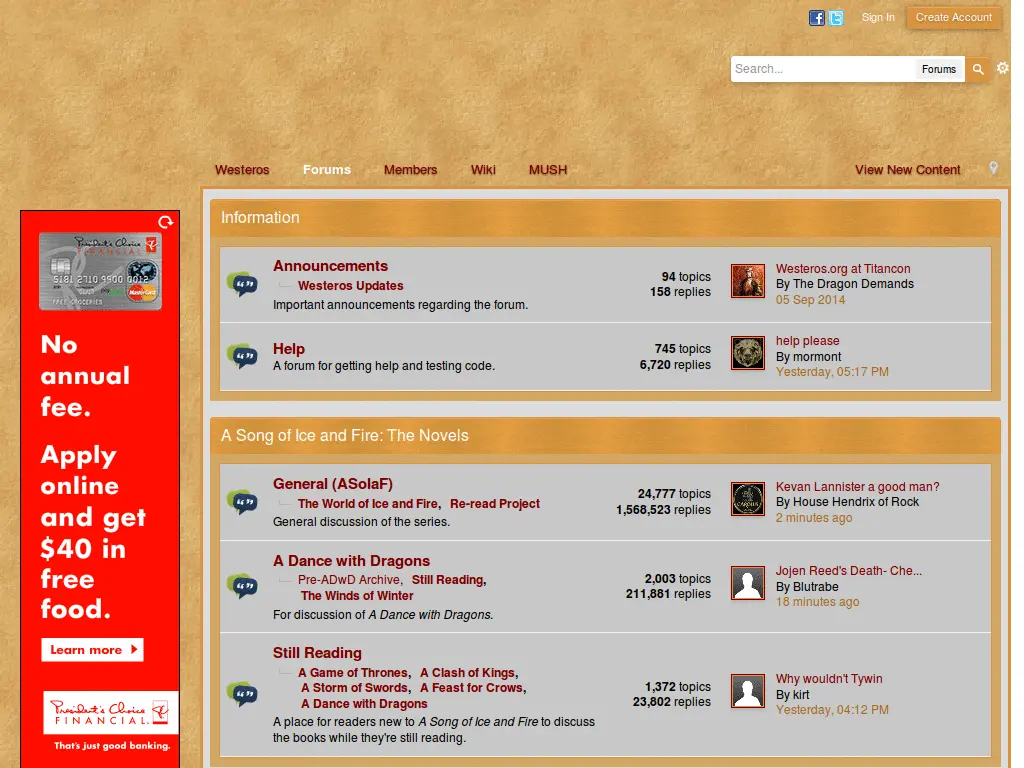 Sign In
Create Account
Search...
Forums
Westeros
Forums
Members
Wiki
MUSH
View New Content
President's Choice
FINANCIAL
5181 2710 9900 0012
FREE GROCERIES
MasterCard
No
annual
fee.
Apply
online
and get
$40 in
free
food.
Learn more
President's Choice
FINANCIAL
That's just good banking.
Information
Announcements
Westeros Updates
Important announcements regarding the forum.
94 topics
158 replies
Westeros.org at Titancon
By The Dragon Demands
05 Sep 2014
Help
A forum for getting help and testing code.
745 topics
6,720 replies
help please
By mormont
Yesterday, 05:17 PM
A Song of Ice and Fire: The Novels
General (ASoIaF)
The World of Ice and Fire, Re-read Project
General discussion of the series.
24,777 topics
1,568,523 replies
Kevan Lannister a good man?
By House Hendrix of Rock
2 minutes ago
A Dance with Dragons
Pre-ADwD Archive, Still Reading,
The Winds of Winter
For discussion of A Dance with Dragons.
2,003 topics
211,881 replies
Jojen Reed's Death- Che...
By Blutrabe
18 minutes ago
Still Reading
A Game of Thrones, A Clash of Kings,
A Storm of Swords, A Feast for Crows,
A Dance with Dragons
A place for readers new to A Song of Ice and Fire to discuss
the books while they're still reading.
1,372 topics
23,802 replies
Why wouldn't Tywin
By kirt
Yesterday, 04:12 PM